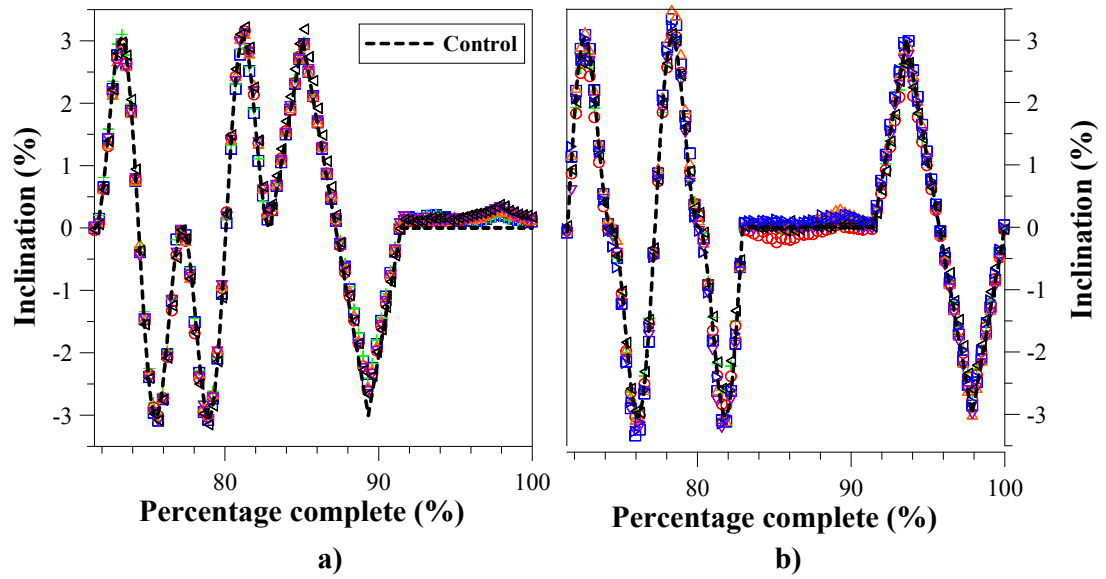 Control
Inclination (%)
3
2
1
0
-1
-2
-3
80
90
100
Percentage complete (%)
a)
3
2
1
0
-1
-2
-3
Inclination (%)
80
90
100
Percentage complete (%)
b)